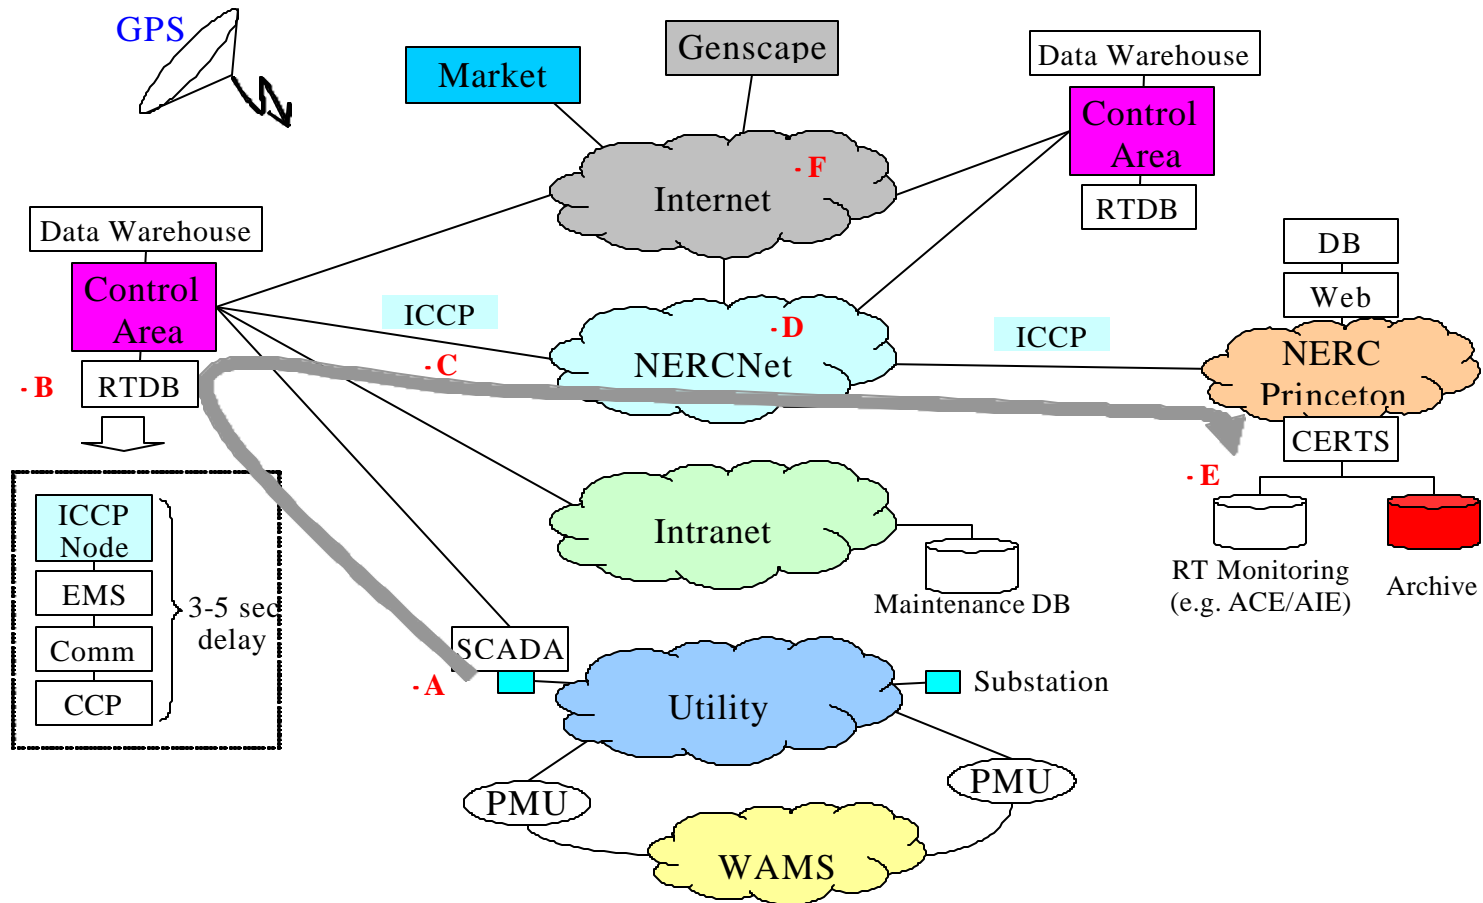 GPS
Market
Genscape
Data Warehouse
Control
Area
RTDB
- F
Internet
Data Warehouse
Control
Area
RTDB
- B
ICCP
- C
- D
NERCNet
ICCP
DB
Web
NERC
Princeton
CERTS
- E
RT Monitoring
(e.g. ACE/AIE)
Archive
ICCP
Node
EMS
Comm
CCP
3-5 sec
delay
Intranet
Maintenance DB
SCADA
- A
Utility
Substation
PMU
PMU
WAMS